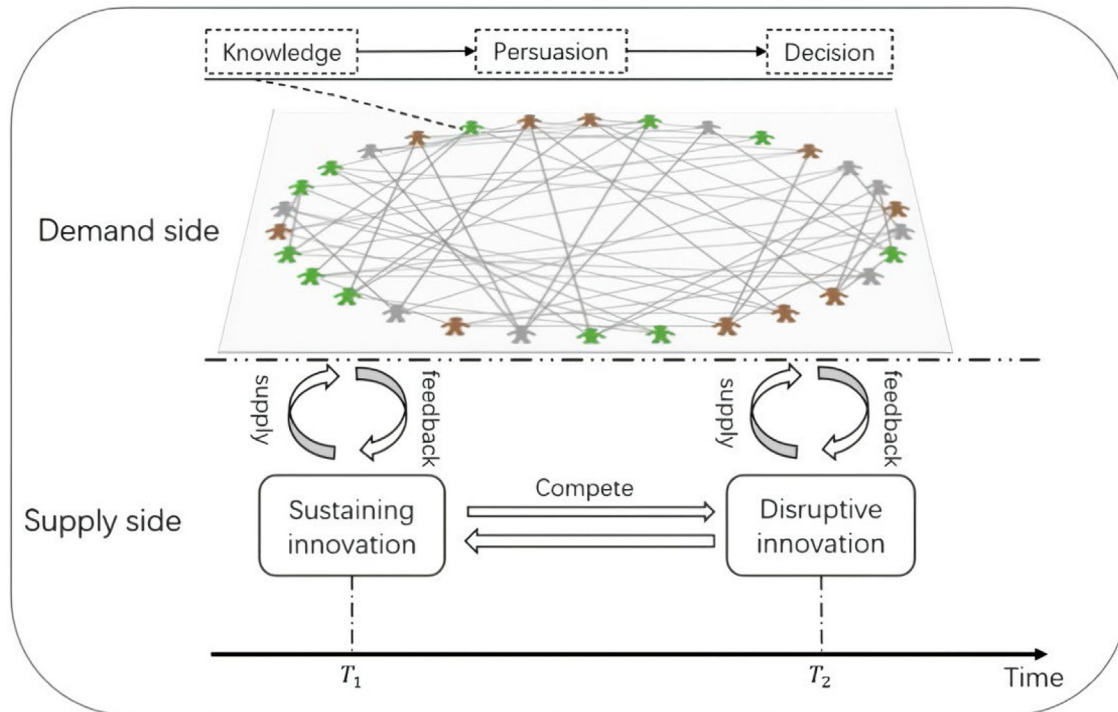 Knowledge
Persuasion
Decision
Demand side
supply
feedback
supply
feedback
Supply side
Sustaining
innovation
Compete
Disruptive
innovation
T₁
T₂
Time